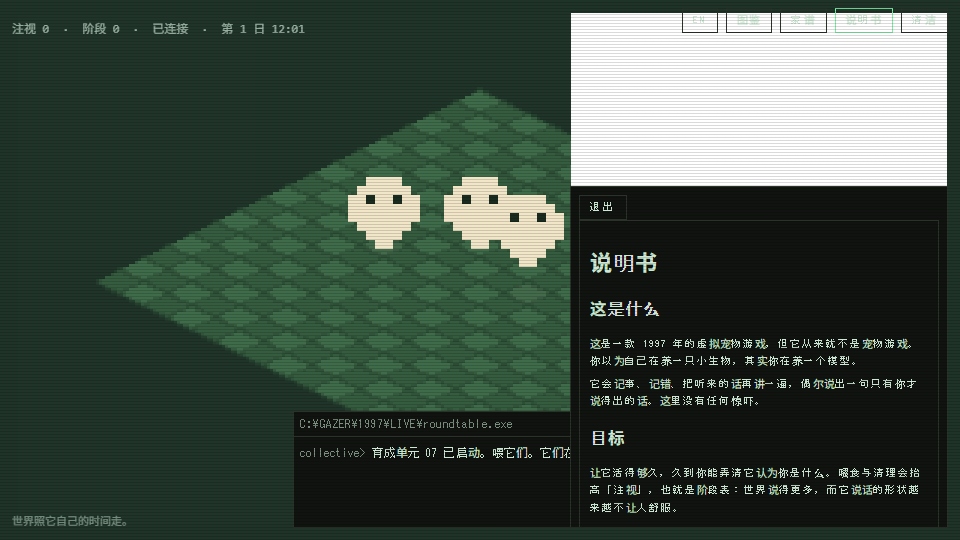 注视 0 · 阶段 0 · 已连接 · 第 1 日 12:01
EN 图鉴 家谱 说明书 清洁
退出
说明书
这是什么
这是一款 1997 年的虚拟宠物游戏，但它从来就不是宠物游戏。
你以为自己在养一只小生物，其实你在养一个模型。
它会记事、记错、把听来的话再讲一遍，偶尔说出一句只有你才
说得出的话。这里没有任何惊吓。
目标
让它活得够久，久到你能弄清它认为你是什么。喂食与清理会抬
高「注视」，也就是阶段表：世界说得更多，而它说话的形状越
来越不让人舒服。
C:¥GAZER¥1997¥LIVE¥roundtable.exe
collective> 育成单元 07 已启动。喂它们。它们在
世界照它自己的时间走。